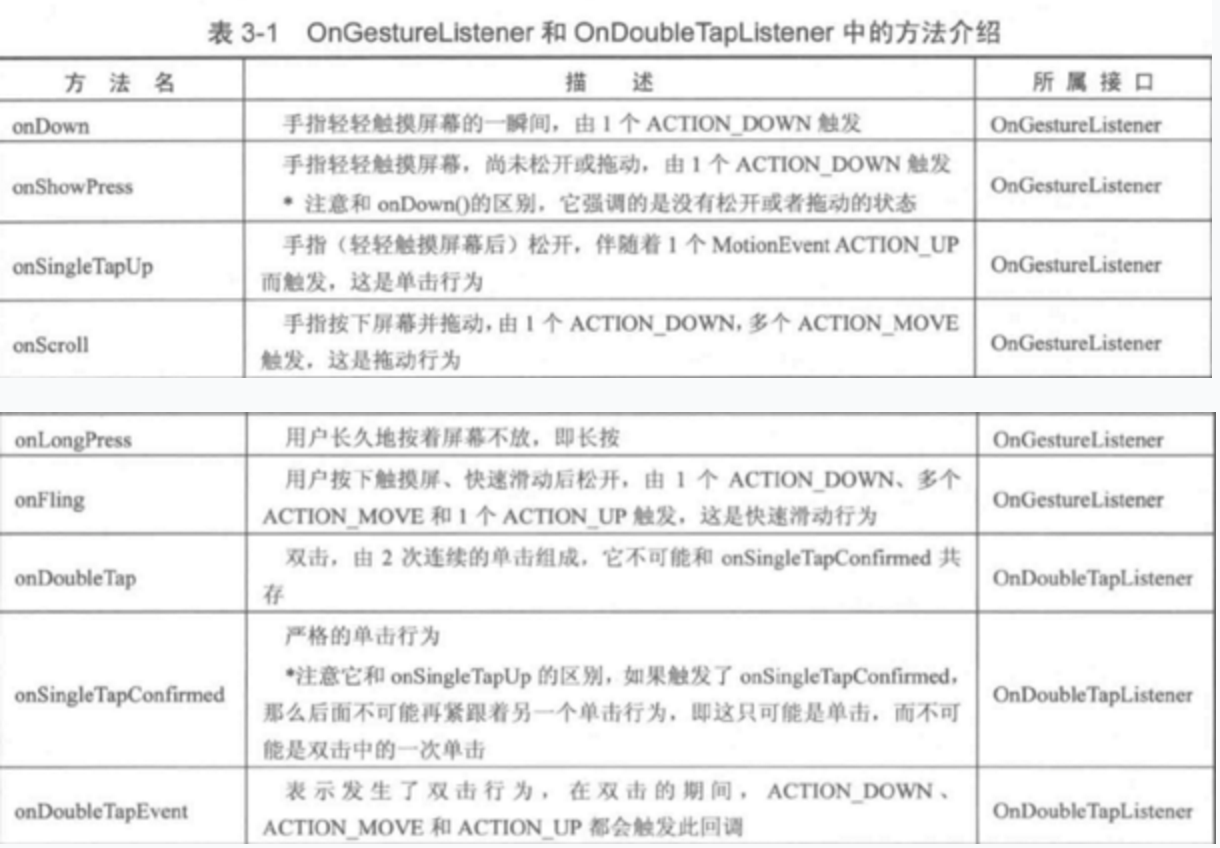 表 3-1 OnGestureListener 和 OnDoubleTapListener 中的方法介绍
方 法 名 描 述 所 属 接 口
onDown 手指轻轻触摸屏幕的一瞬间，由 1 个 ACTION_DOWN 触发 OnGestureListener
手指轻轻触摸屏幕，尚未松开或拖动，由 1 个 ACTION_DOWN 触发
onShowPress OnGestureListener
* 注意和 onDown()的区别，它强调的是没有松开或者拖动的状态
手指（轻轻触摸屏幕后）松开，伴随着 1 个 MotionEvent ACTION_UP
onSingleTapUp OnGestureListener
而触发，这是单击行为
手指按下屏幕并拖动，由 1 个 ACTION_DOWN，多个 ACTION_MOVE
onScroll OnGestureListener
触发，这是拖动行为
onLongPress 用户长久地按着屏幕不放，即长按 OnGestureListener
用户按下触摸屏、快速滑动后松开，由 1 个 ACTION_DOWN、多个
onFling OnGestureListener
ACTION_MOVE 和 1 个 ACTION_UP 触发，这是快速滑动行为
双击，由 2 次连续的单击组成，它不可能和 onSingleTapConfirmed 共
onDoubleTap OnDoubleTapListener
存
严格的单击行为
*注意它和 onSingleTapUp 的区别，如果触发了 onSingleTapConfirmed，
onSingleTapConfirmed OnDoubleTapListener
那么后面不可能再紧跟着另一个单击行为，即这只可能是单击，而不可
能是双击中的一次单击
表示发生了双击行为，在双击的期间，ACTION_DOWN、
onDoubleTapEvent OnDoubleTapListener
ACTION_MOVE 和 ACTION_UP 都会触发此回调